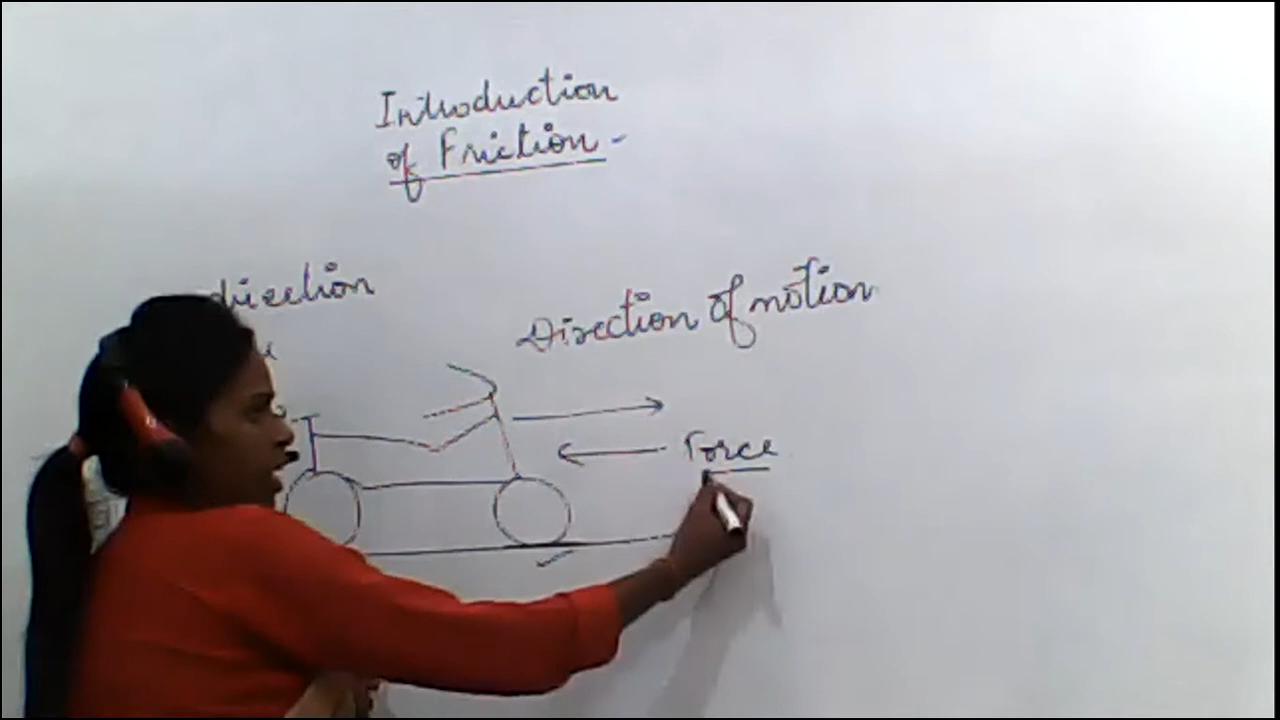 Introduction
of Friction -
direction
Direction of motion
Force